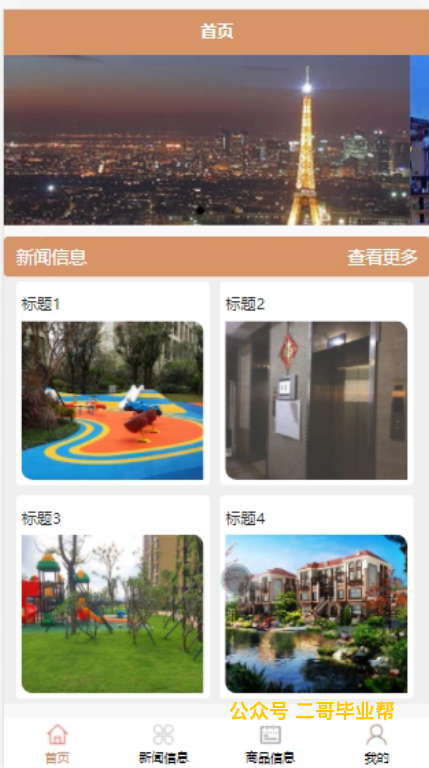 首页
新闻信息 查看更多
标题1 标题2
标题3 标题4
公众号 二哥毕业帮
首页 新闻信息 商品信息 我的